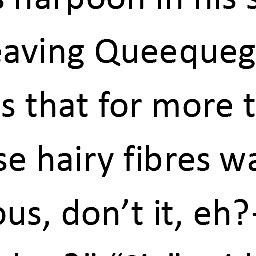 harpoon in his s
eaving Queequeg
s that for more t
se hairy fibres wa
ous, don’t it, eh?-